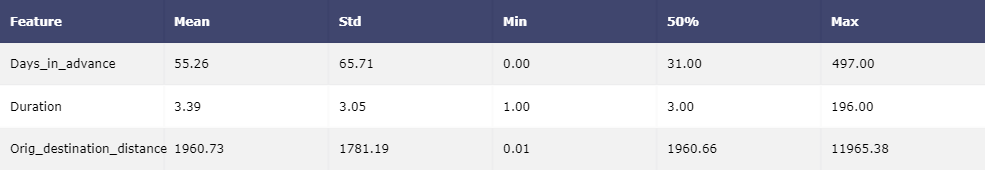 Feature Mean Std Min 50% Max
Days_in_advance 55.26 65.71 0.00 31.00 497.00
Duration 3.39 3.05 1.00 3.00 196.00
Orig_destination_distance 1960.73 1781.19 0.01 1960.66 11965.38